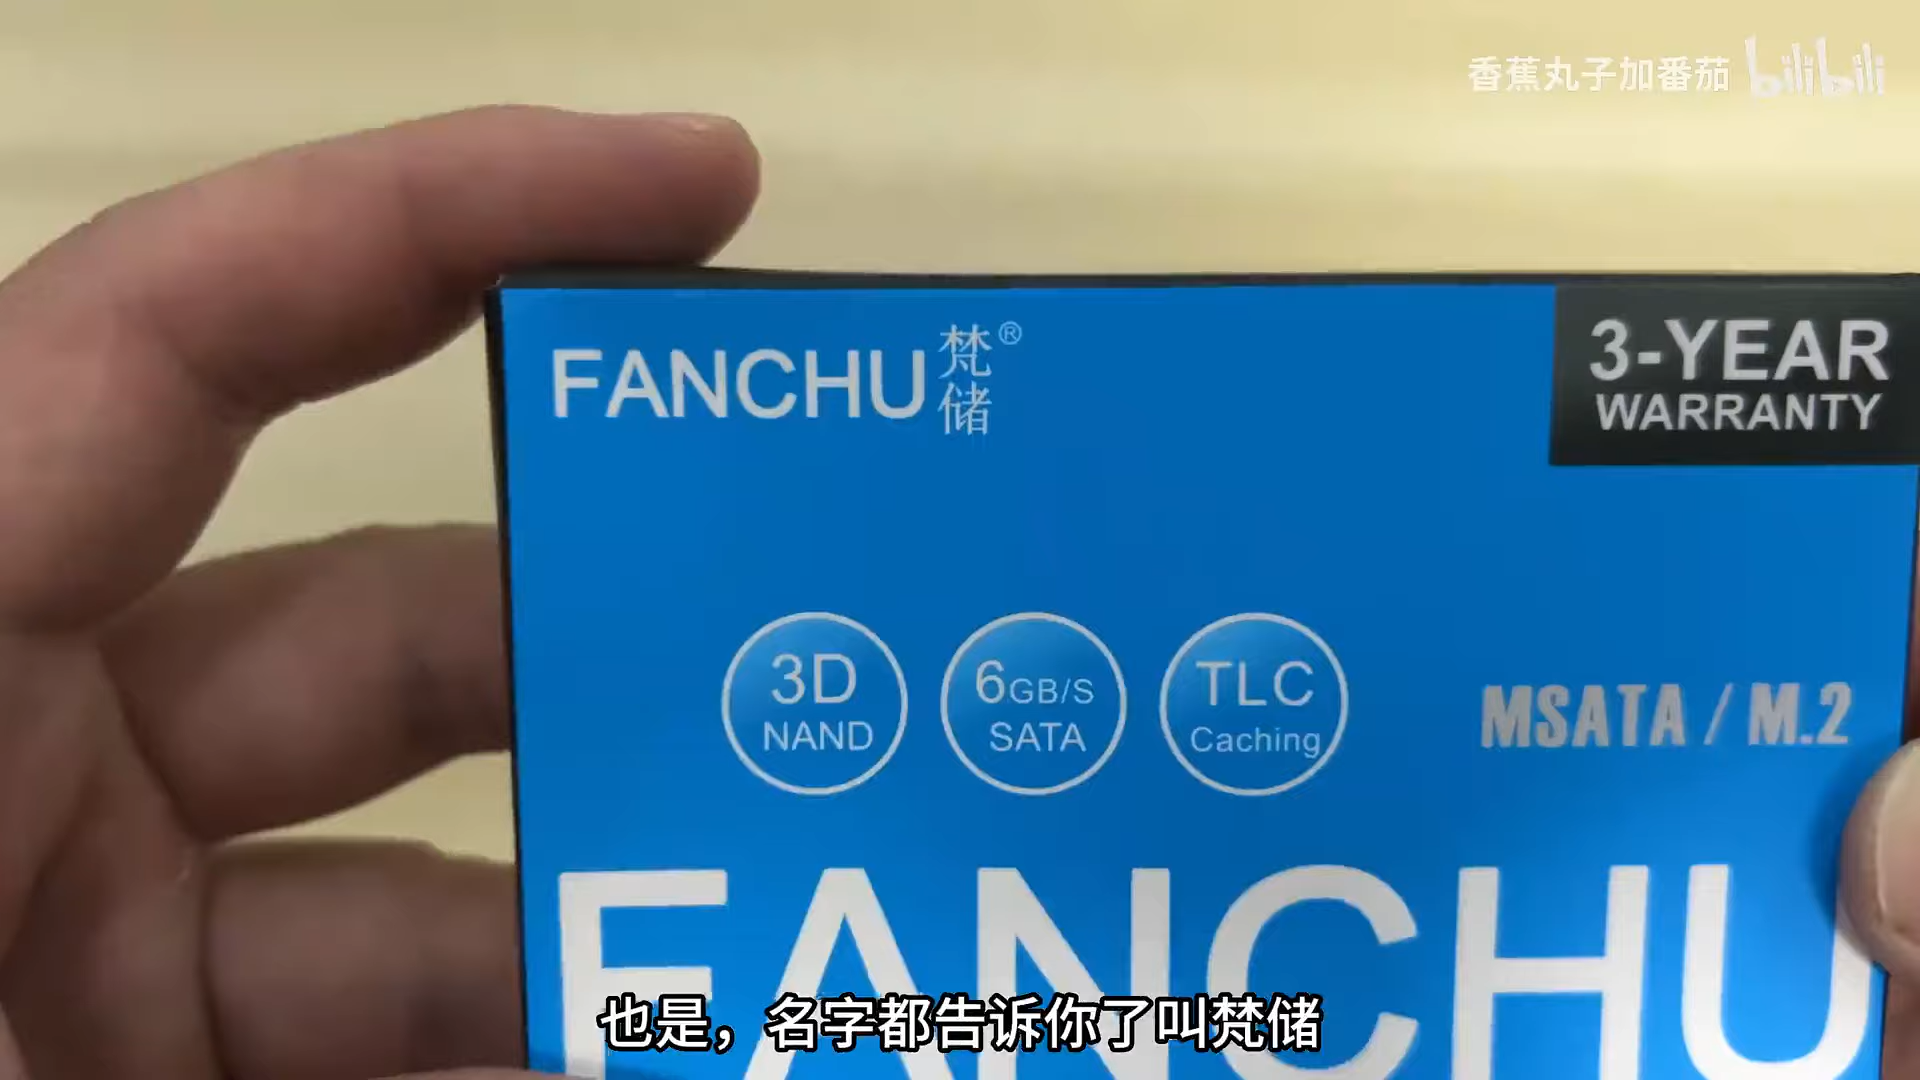 香蕉丸子加番茄 bilibili
FANCHU 梵储®
3-YEAR
WARRANTY
3D
NAND
6GB/S
SATA
TLC
Caching
MSATA / M.2
FANCHU
也是，名字都告诉你了叫梵储